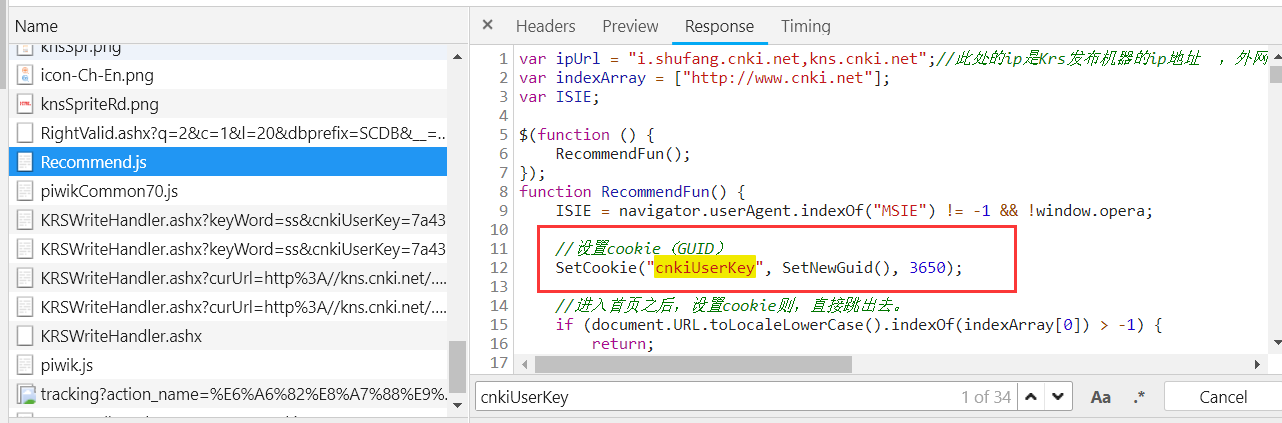 Name
knsSpr.png
icon-Ch-En.png
knsSpriteRd.png
RightValid.ashx?q=2&c=1&l=20&dbprefix=SCDB&__=...
Recommend.js
piwikCommon70.js
KRSWriteHandler.ashx?keyWord=ss&cnkiUserKey=7a43
KRSWriteHandler.ashx?keyWord=ss&cnkiUserKey=7a43
KRSWriteHandler.ashx?curUrl=http%3A//kns.cnki.net/...
KRSWriteHandler.ashx?curUrl=http%3A//kns.cnki.net/...
KRSWriteHandler.ashx
piwik.js
tracking?action_name=%E6%A6%82%E8%A7%88%E9%...
× Headers Preview Response Timing
1 var ipUrl = "i.shufang.cnki.net,kns.cnki.net";//此处的ip是Krs发布机器的ip地址 ，外网
2 var indexArray = ["http://www.cnki.net"];
3 var ISIE;
4
5 $(function () {
6 RecommendFun();
7 });
8 function RecommendFun() {
9 ISIE = navigator.userAgent.indexOf("MSIE") != -1 && !window.opera;
10
11 //设置cookie（GUID）
12 SetCookie("cnkiUserKey", SetNewGuid(), 3650);
13
14 //进入首页之后，设置cookie则，直接跳出去。
15 if (document.URL.toLocaleLowerCase().indexOf(indexArray[0]) > -1) {
16 return;
17
cnkiUserKey 1 of 34 Aa .* Cancel